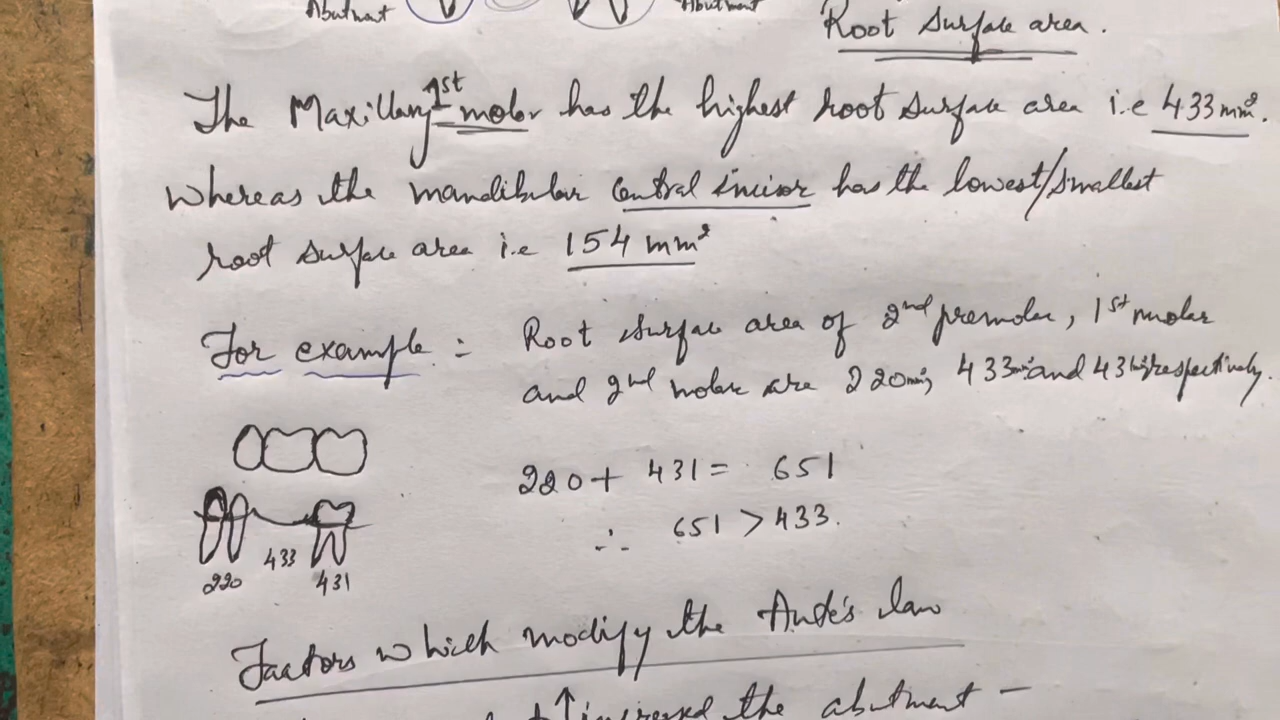 Abutment Abutment
Root surface area.
The Maxillary 1st molar has the highest root surface area i.e 433 mm².
Whereas the mandibular central incisor has the lowest/smallest
root surface area i.e 154 mm²
For example: Root surface area of 2nd premolar, 1st molar
and 2nd molar are 220mm², 433mm² and 431mm² respectively.
220 + 431 = 651
∴ 651 > 433.
433
220 431
Factors which modify the Ante's law
↑ increased the abutment –